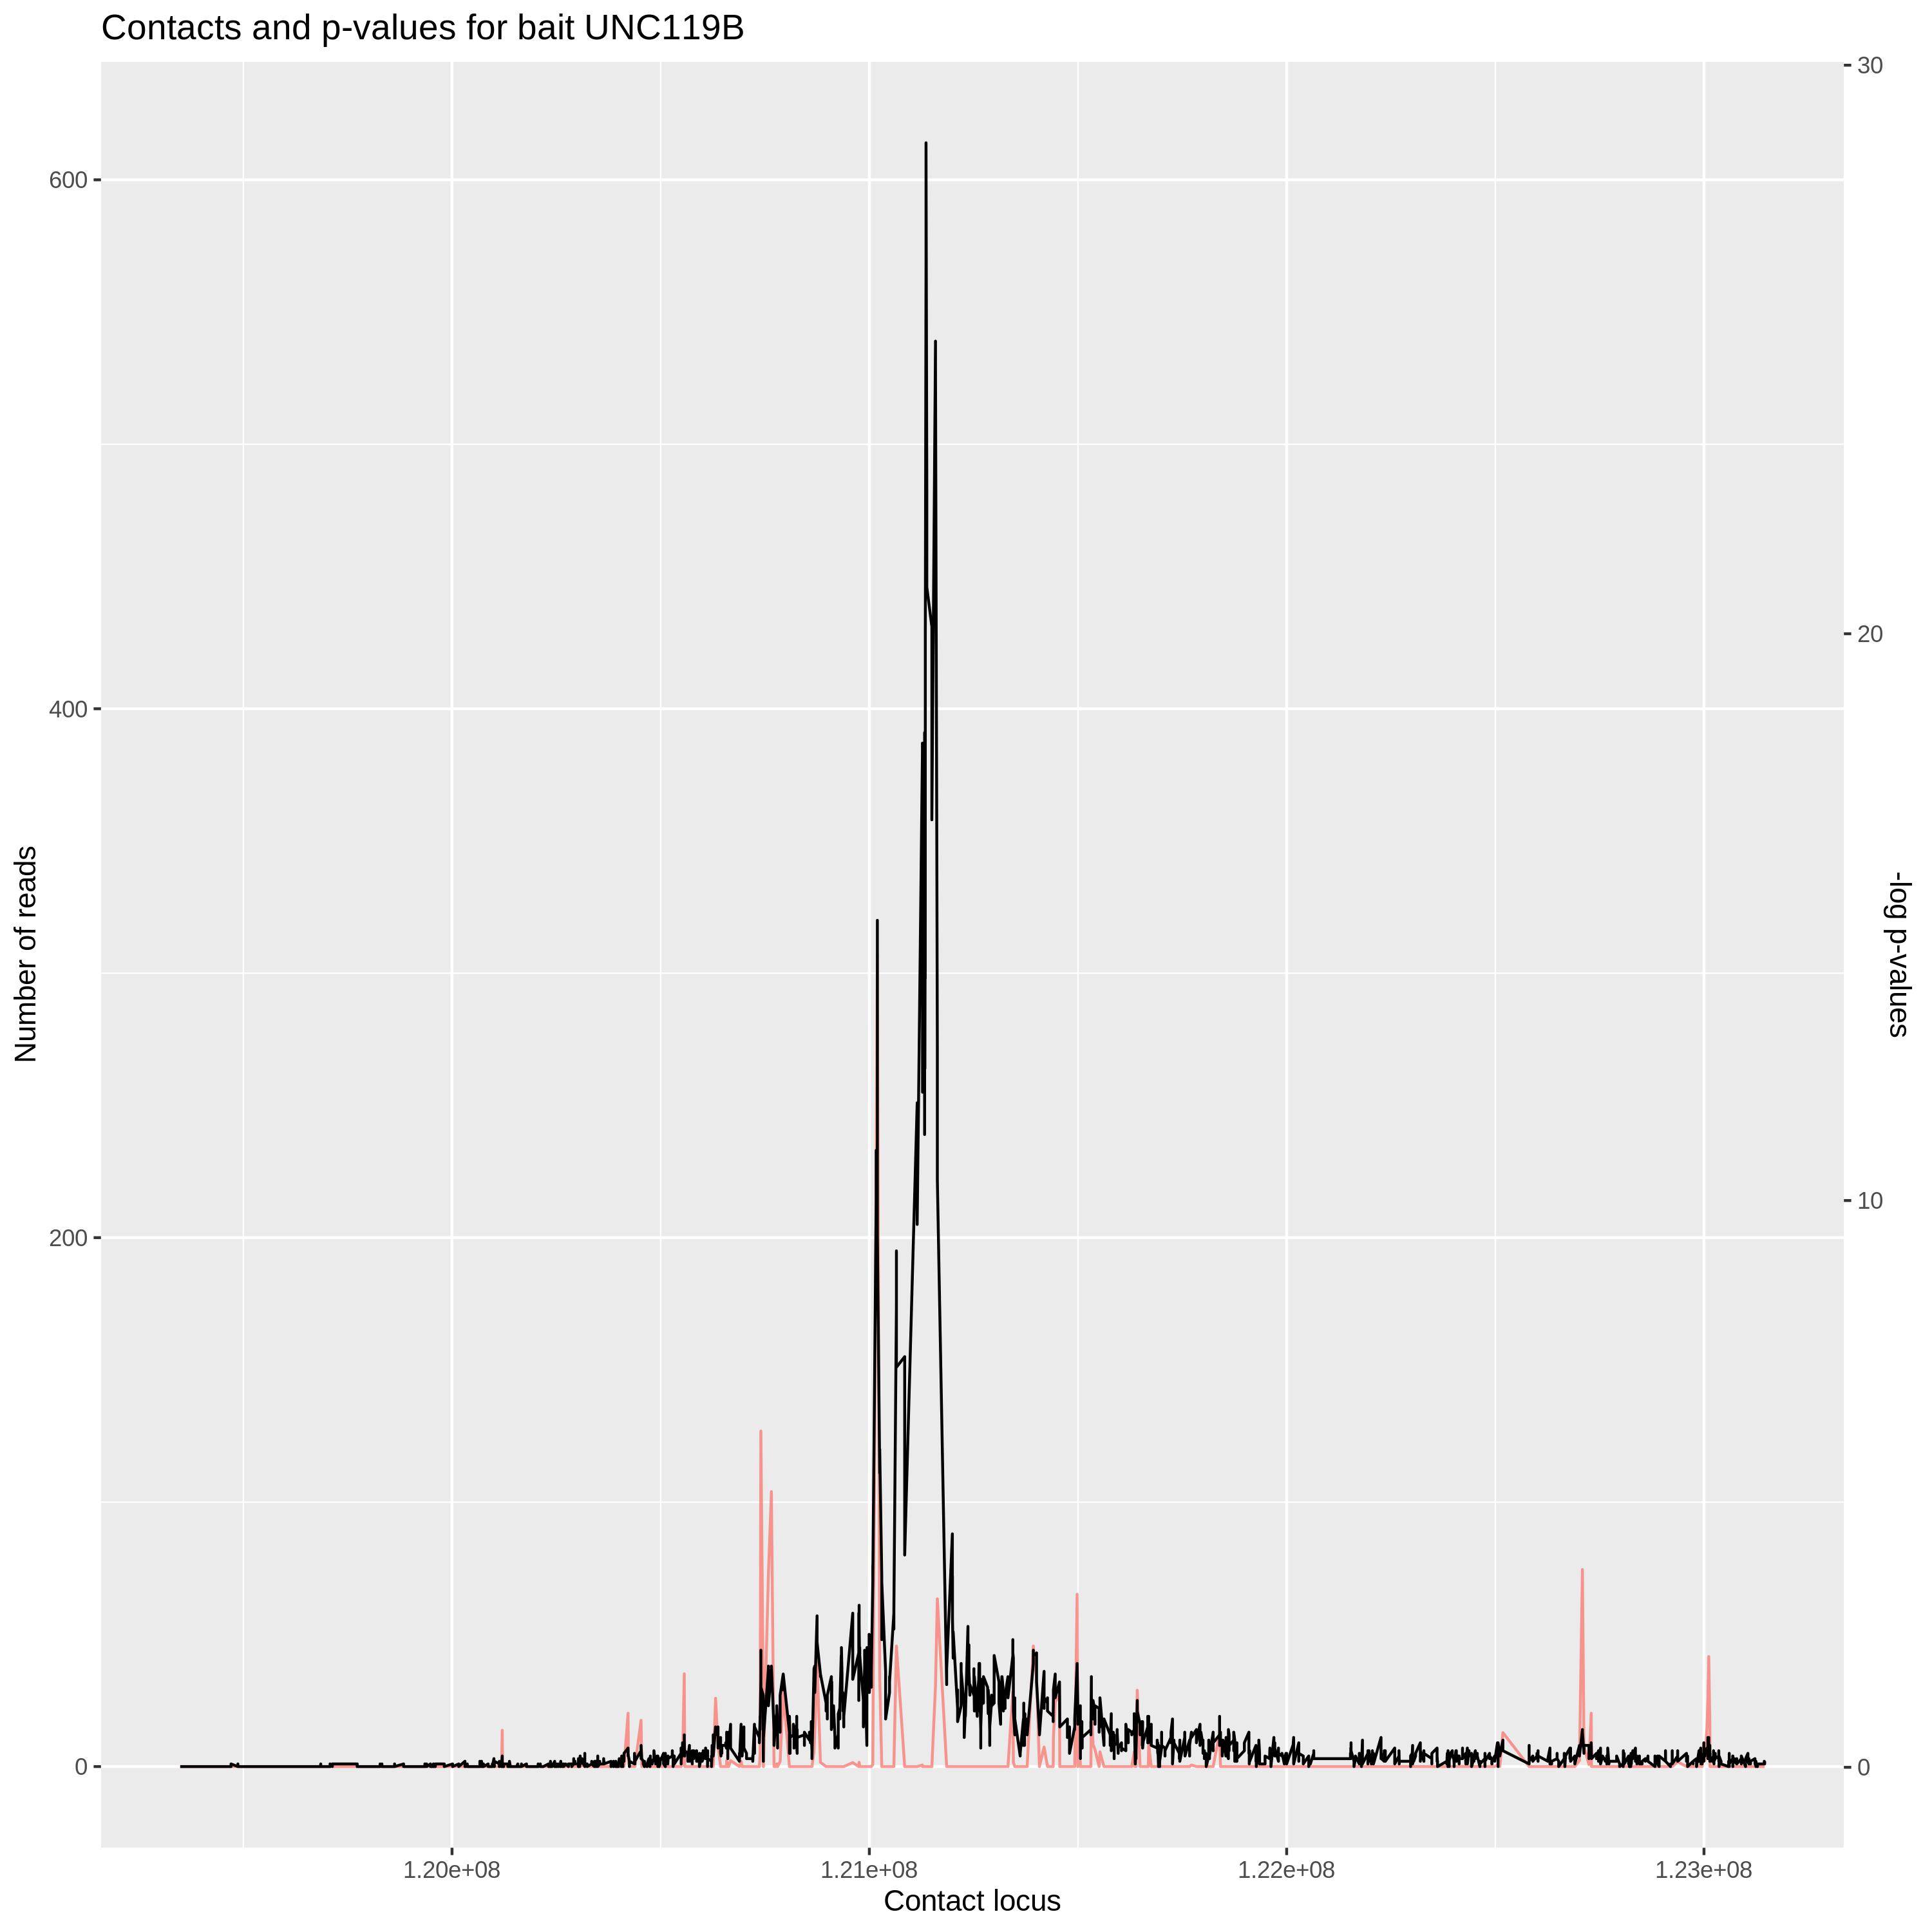 Contacts and p-values for bait UNC119B
30
600
20
400
Number of reads
-log p-values
10
200
0
0
1.20e+08
1.21e+08
1.22e+08
1.23e+08
Contact locus